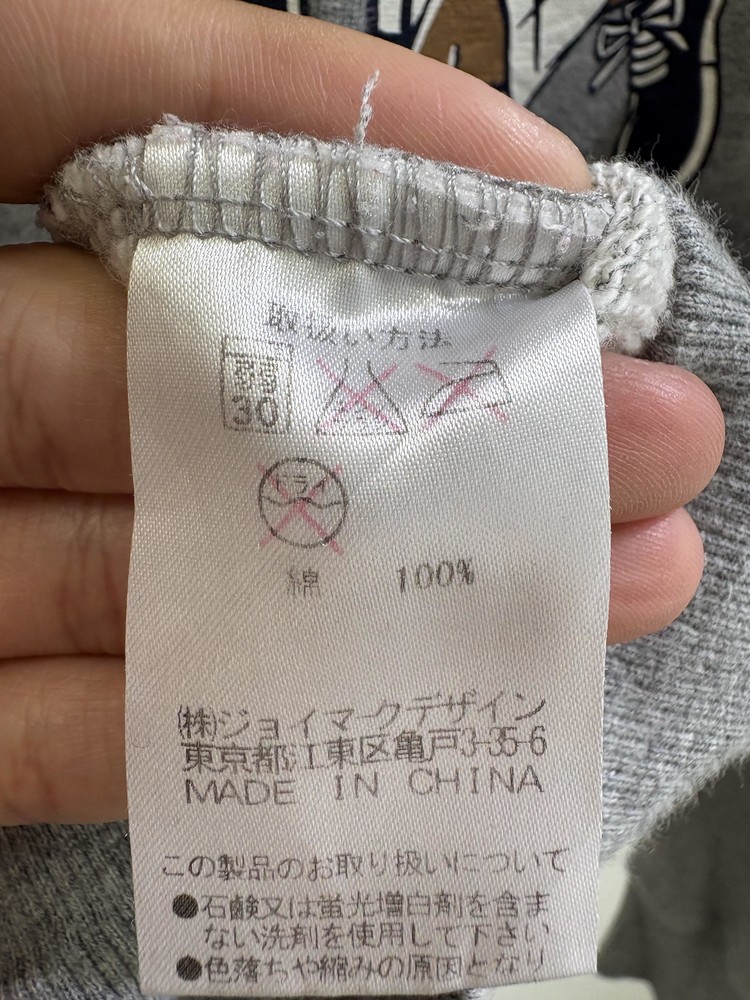 取扱い方法
弱
30
ドライ
綿 100%
㈱ジョイマークデザイン
東京都江東区亀戸3-35-6
MADE IN CHINA
この製品のお取り扱いについて
●石鹸又は蛍光増白剤を含ま
ない洗剤を使用して下さい
●色落ちや縮みの原因となり